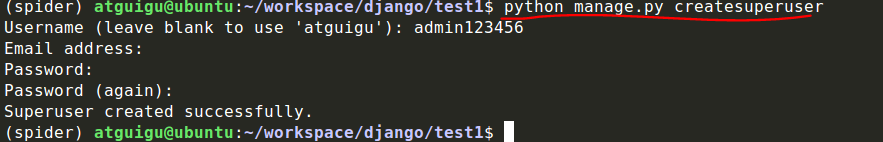 (spider) atguigu@ubuntu:~/workspace/django/test1$ python manage.py createsuperuser
Username (leave blank to use 'atguigu'): admin123456
Email address:
Password:
Password (again):
Superuser created successfully.
(spider) atguigu@ubuntu:~/workspace/django/test1$